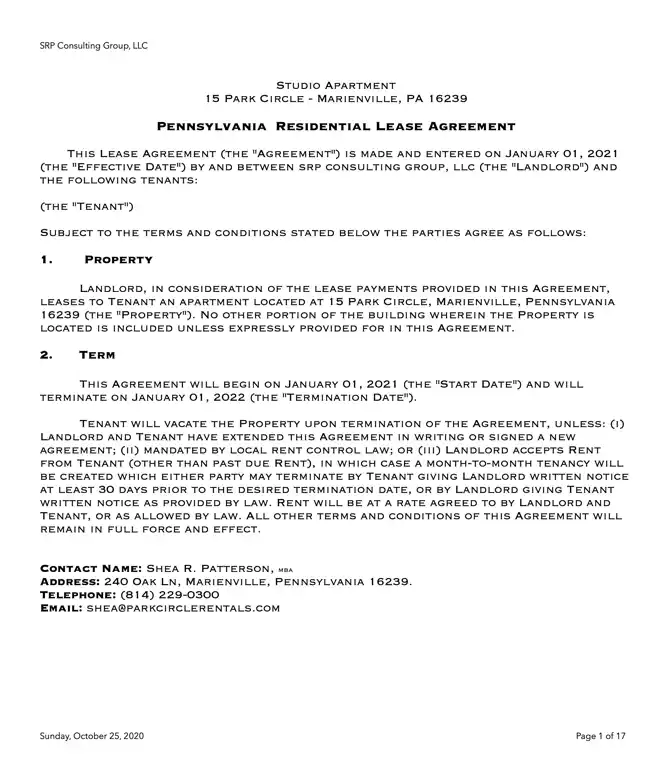 SRP Consulting Group, LLC
Studio Apartment
15 Park Circle - Marienville, PA 16239
Pennsylvania Residential Lease Agreement
This Lease Agreement (the "Agreement") is made and entered on January 01, 2021
(the "Effective Date") by and between srp consulting group, llc (the "Landlord") and
the following tenants:
(the "Tenant")
Subject to the terms and conditions stated below the parties agree as follows:
1. Property
Landlord, in consideration of the lease payments provided in this Agreement,
leases to Tenant an apartment located at 15 Park Circle, Marienville, Pennsylvania
16239 (the "Property"). No other portion of the building wherein the Property is
located is included unless expressly provided for in this Agreement.
2. Term
This Agreement will begin on January 01, 2021 (the "Start Date") and will
terminate on January 01, 2022 (the "Termination Date").
Tenant will vacate the Property upon termination of the Agreement, unless: (i)
Landlord and Tenant have extended this Agreement in writing or signed a new
agreement; (ii) mandated by local rent control law; or (iii) Landlord accepts Rent
from Tenant (other than past due Rent), in which case a month-to-month tenancy will
be created which either party may terminate by Tenant giving Landlord written notice
at least 30 days prior to the desired termination date, or by Landlord giving Tenant
written notice as provided by law. Rent will be at a rate agreed to by Landlord and
Tenant, or as allowed by law. All other terms and conditions of this Agreement will
remain in full force and effect.
Contact Name: Shea R. Patterson, MBA
Address: 240 Oak Ln, Marienville, Pennsylvania 16239.
Telephone: (814) 229-0300
Email: shea@parkcirclerentals.com
Sunday, October 25, 2020
Page 1 of 17